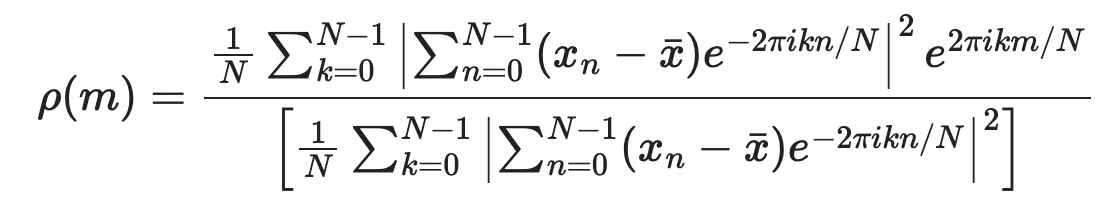 ρ(m) = \frac{\frac{1}{N} \sum_{k=0}^{N-1} \left| \sum_{n=0}^{N-1} (x_n - \bar{x}) e^{-2\pi i k n/N} \right|^2 e^{2\pi i k m/N}}{\left[ \frac{1}{N} \sum_{k=0}^{N-1} \left| \sum_{n=0}^{N-1} (x_n - \bar{x}) e^{-2\pi i k n/N} \right|^2 \right]}